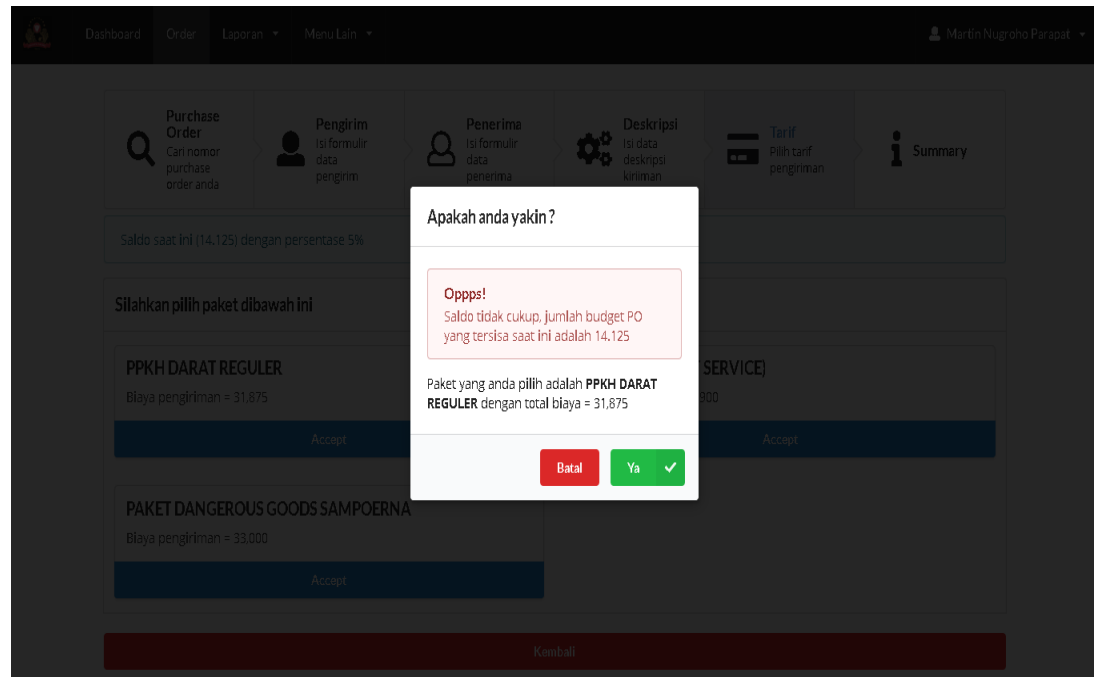 Dashboard
Order
Laporan
Menu Lain
Martin Nugroho Parapat
Purchase
Order
Cari nomor
purchase
order anda
Pengirim
Isi formulir
data
pengirim
Penerima
Isi formulir
data
penerima
Deskripsi
Isi data
deskripsi
kiriman
Tarif
Pilih tarif
pengiriman
Summary
Saldo saat ini (14.125) dengan persentase 5%
Silahkan pilih paket dibawah ini
PPKH DARAT REGULER
Biaya pengiriman = 31,875
Accept
SERVICE)
900
Accept
PAKET DANGEROUS GOODS SAMPOERNA
Biaya pengiriman = 33,000
Accept
Kembali
Apakah anda yakin ?
Oppps!
Saldo tidak cukup, jumlah budget PO
yang tersisa saat ini adalah 14.125
Paket yang anda pilih adalah PPKH DARAT
REGULER dengan total biaya = 31,875
Batal
Ya